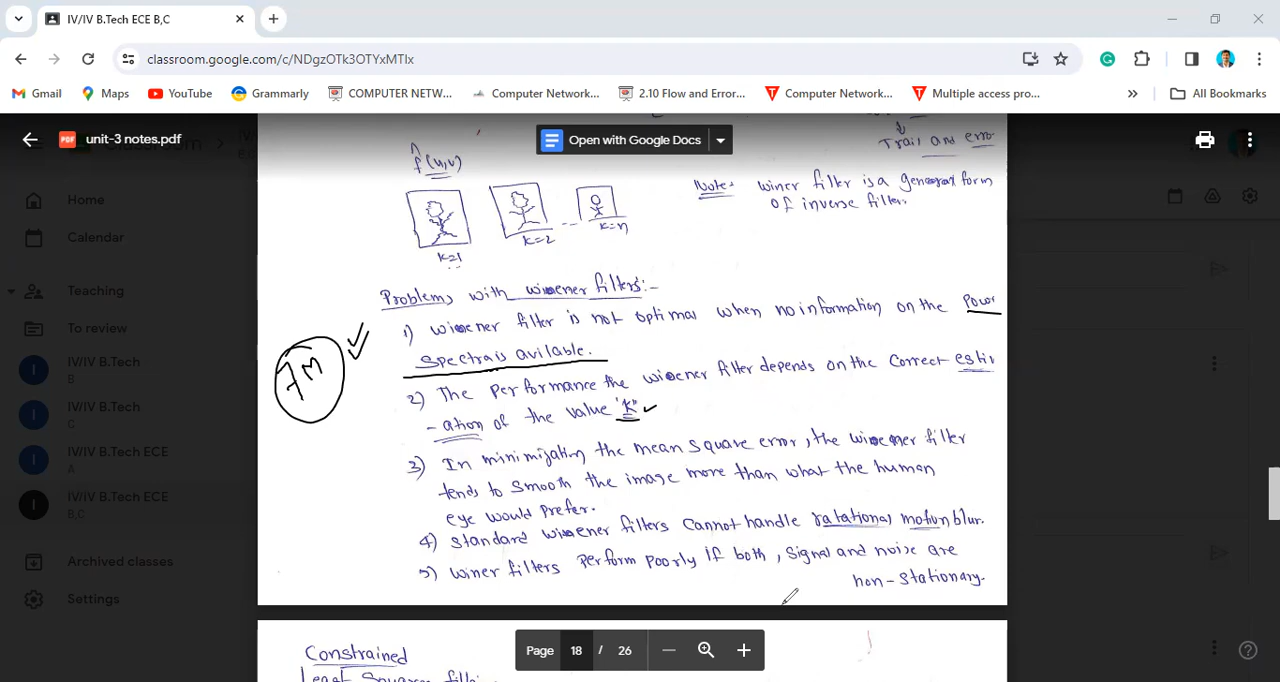 IV/IV B.Tech ECE B,C
classroom.google.com/c/NDgzOTk3OTYxMTIx
Gmail
Maps
YouTube
Grammarly
COMPUTER NETW...
Computer Network...
2.10 Flow and Error...
Computer Network...
Multiple access pro...
All Bookmarks
unit-3 notes.pdf
Open with Google Docs
Home
Calendar
Teaching
To review
IV/IV B.Tech
B
IV/IV B.Tech
C
IV/IV B.Tech ECE
A
IV/IV B.Tech ECE
B,C
Archived classes
Settings
Trail and error
f̂(u,v)
k=1
k=2
...
k=n
Note:- Winer filter is a general form
of inverse filter.
Problems with wiener filters:-
7M
1) wiener filter is not optimal when no information on the Power
Spectra is avilable.
2) The performance the wiener filter depends on the correct estim
-ation of the value "K"
3) In minimizating the mean square error, the wiener filter
tends to smooth the image more than what the human
eye would prefer.
4) Standard wiener filters cannot handle ratational motion blur.
5) Winer filters perform poorly if both, signal and noise are
non-stationary.
Constrained
Least Squares
Page 18 / 26